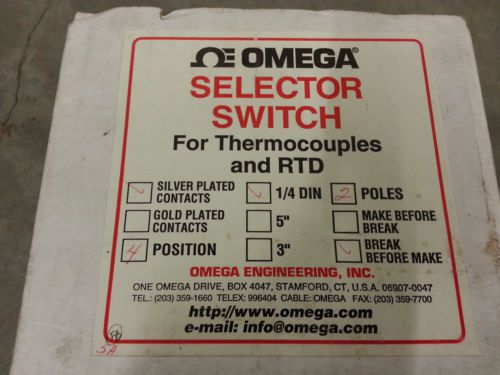 OMEGA®
SELECTOR
SWITCH
For Thermocouples
and RTD
✓ SILVER PLATED CONTACTS ✓ 1/4 DIN 2 POLES
GOLD PLATED CONTACTS 5" MAKE BEFORE BREAK
4 POSITION 3" ✓ BREAK BEFORE MAKE
OMEGA ENGINEERING, INC.
ONE OMEGA DRIVE, BOX 4047, STAMFORD, CT, U.S.A. 06907-0047
TEL.: (203) 359-1660 TELEX: 996404 CABLE: OMEGA FAX: (203) 359-7700
http://www.omega.com
e-mail: info@omega.com
5A